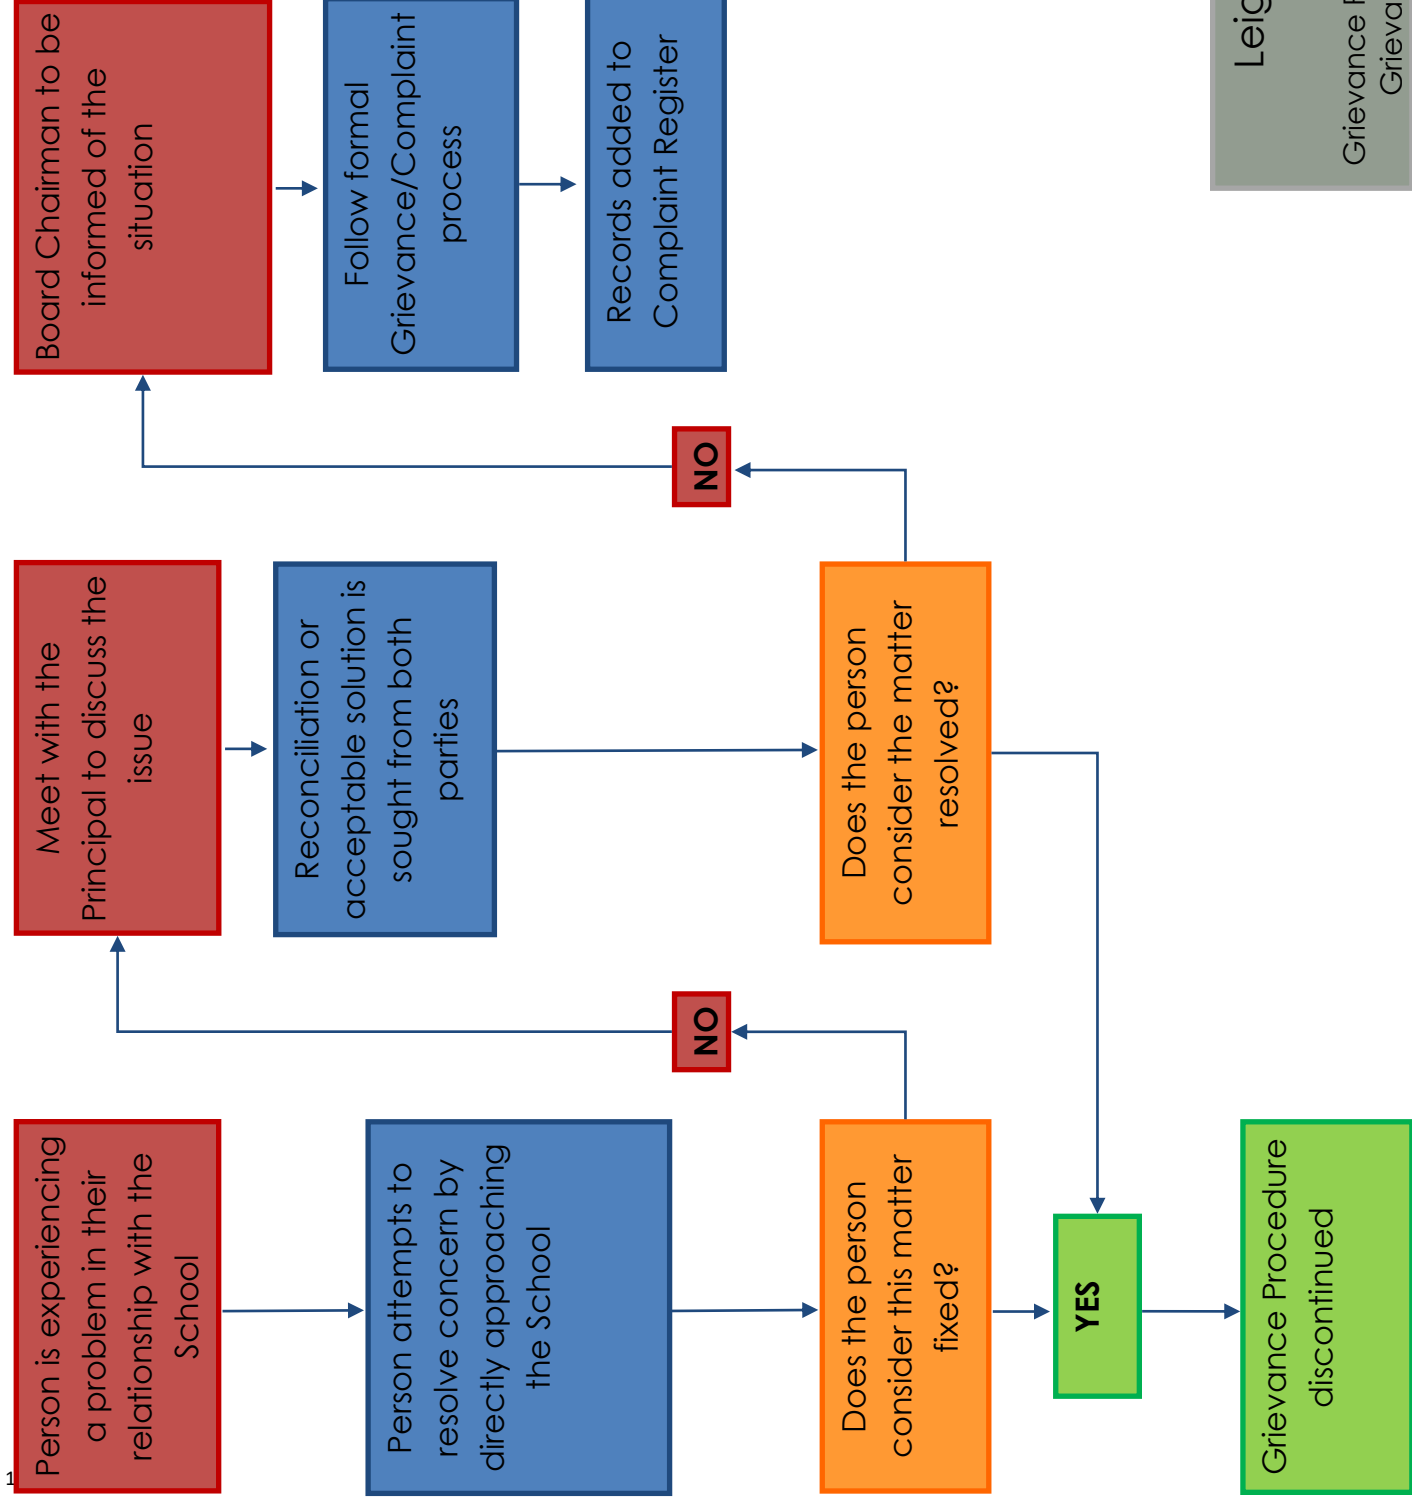 1
Person is experiencing
a problem in their
relationship with the
School
Person attempts to
resolve concern by
directly approaching
the School
Does the person
consider this matter
fixed?
YES
Grievance Procedure
discontinued
NO
Meet with the
Principal to discuss the
issue
Reconciliation or
acceptable solution is
sought from both
parties
Does the person
consider the matter
resolved?
NO
Board Chairman to be
informed of the
situation
Follow formal
Grievance/Complaint
process
Records added to
Complaint Register
Grievance